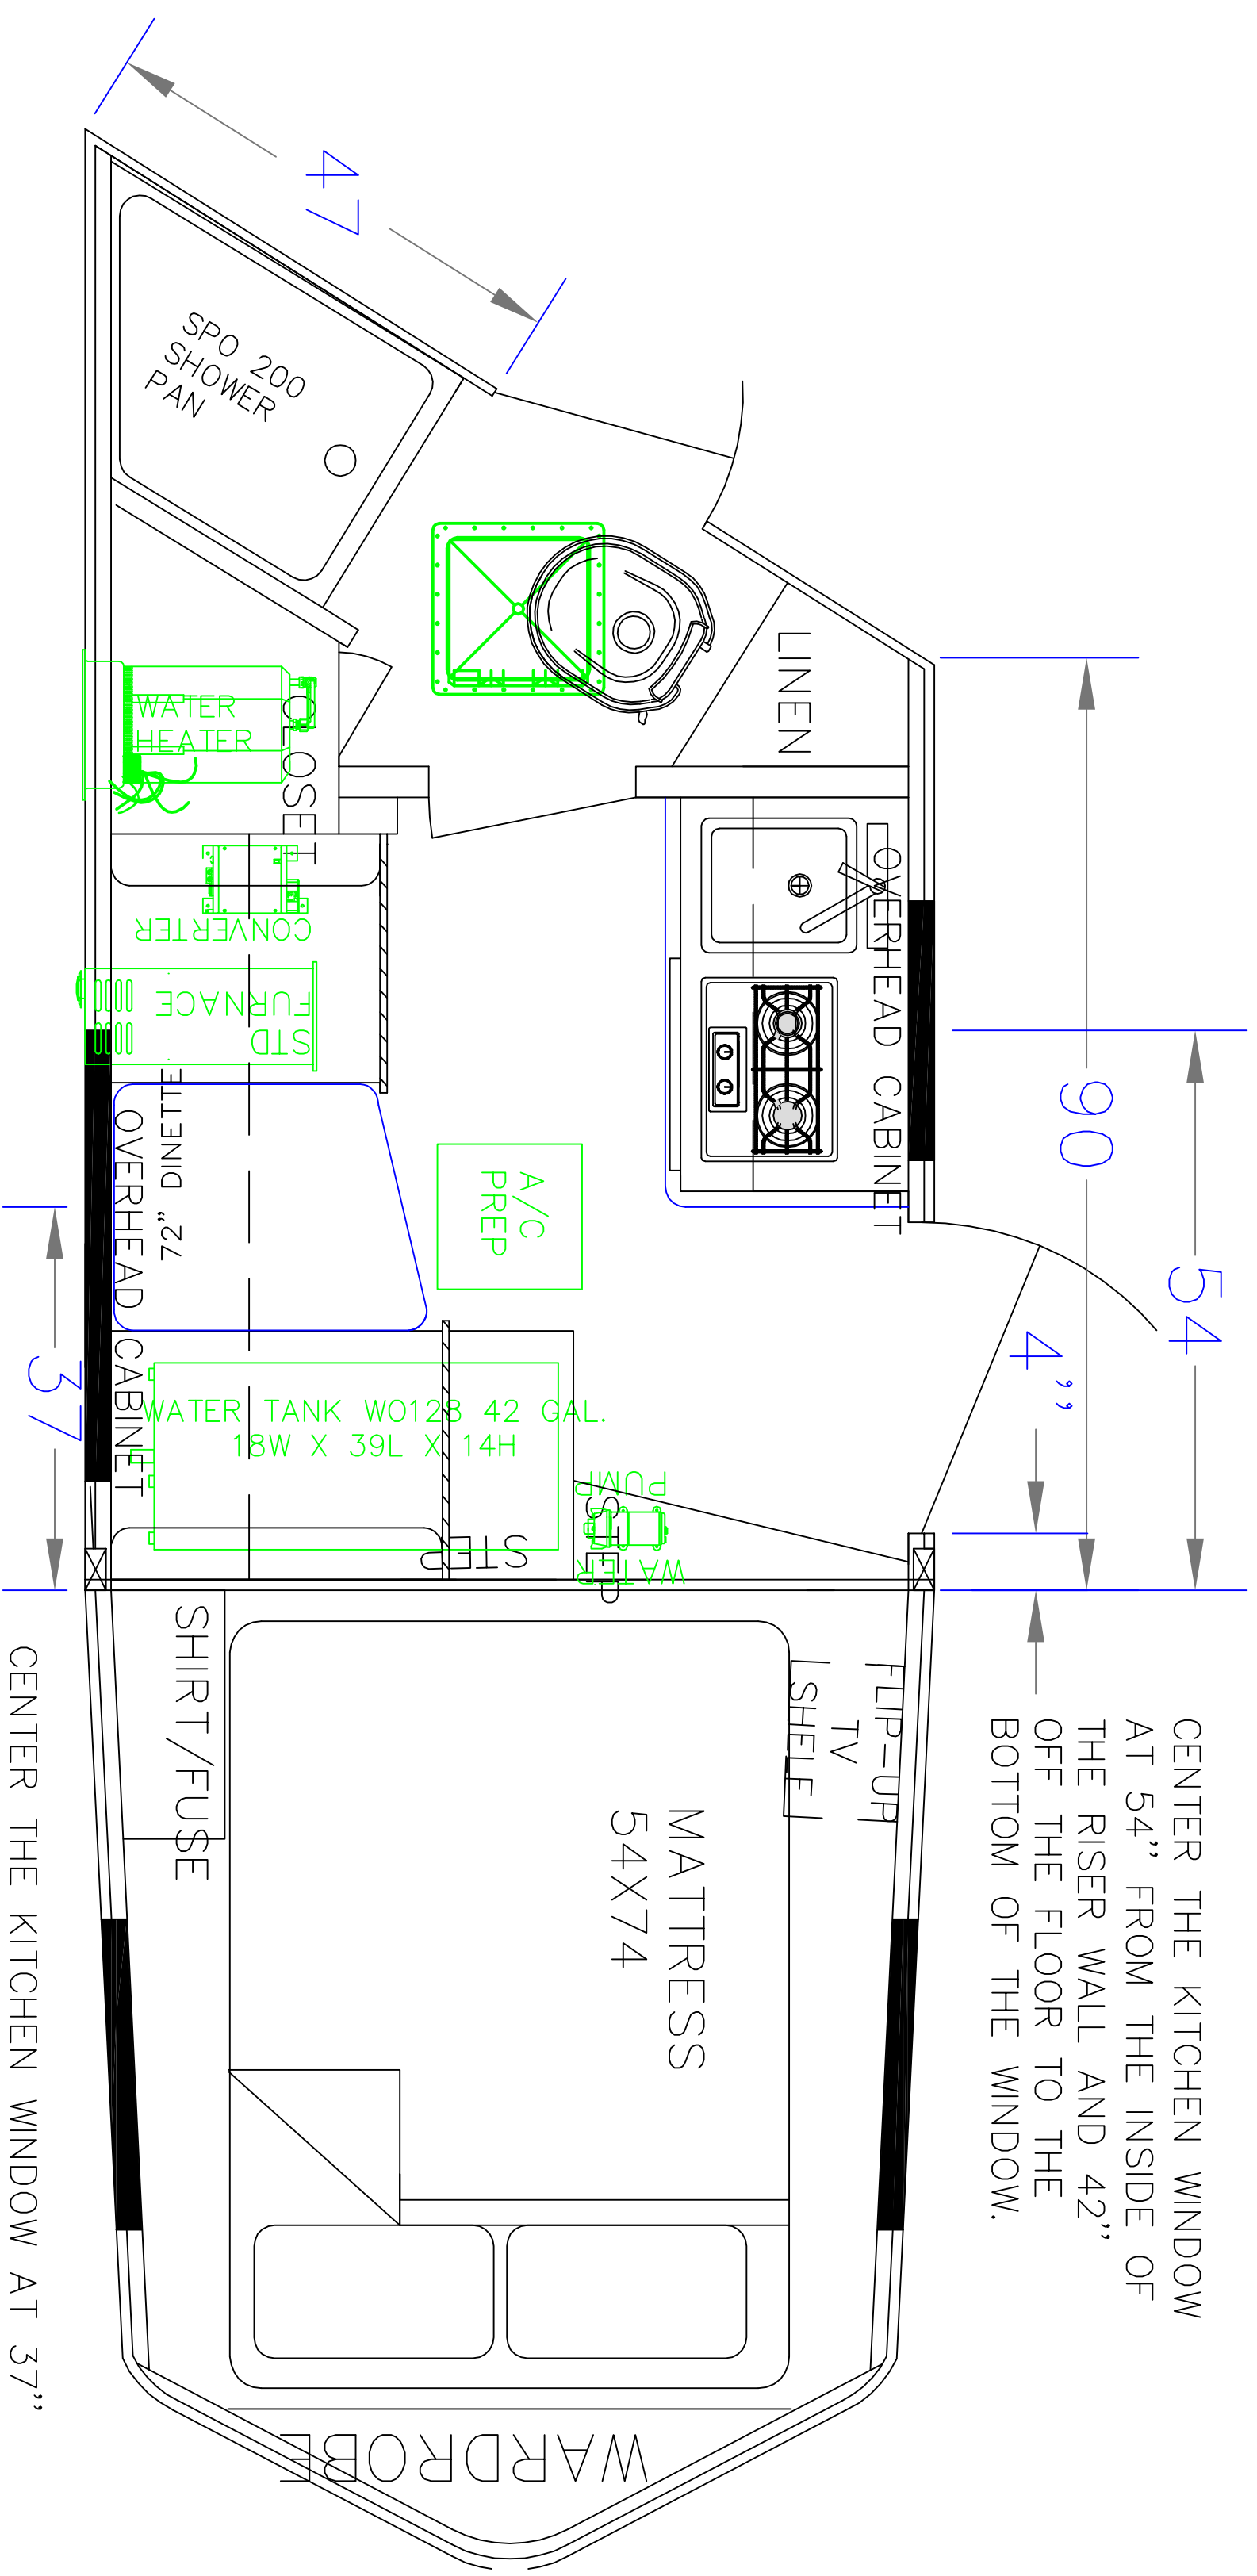 47
SPO 200
SHOWER
PAN
LINEN
WATER
HEATER
CLOSET
CONVERTER
STD
FURNACE
72" DINETTE
OVERHEAD CABINET
OVERHEAD CABINET
A/C
PREP
90
54
4''
37
WATER TANK W0128 42 GAL.
18W X 39L X 14H
WATER
PUMP
STEP
STEP
SHIRT/FUSE
FLIP-UP
TV
SHELF
MATTRESS
54X74
WARDROBE
CENTER THE KITCHEN WINDOW
AT 54'' FROM THE INSIDE OF
THE RISER WALL AND 42''
OFF THE FLOOR TO THE
BOTTOM OF THE WINDOW.
CENTER THE KITCHEN WINDOW AT 37''